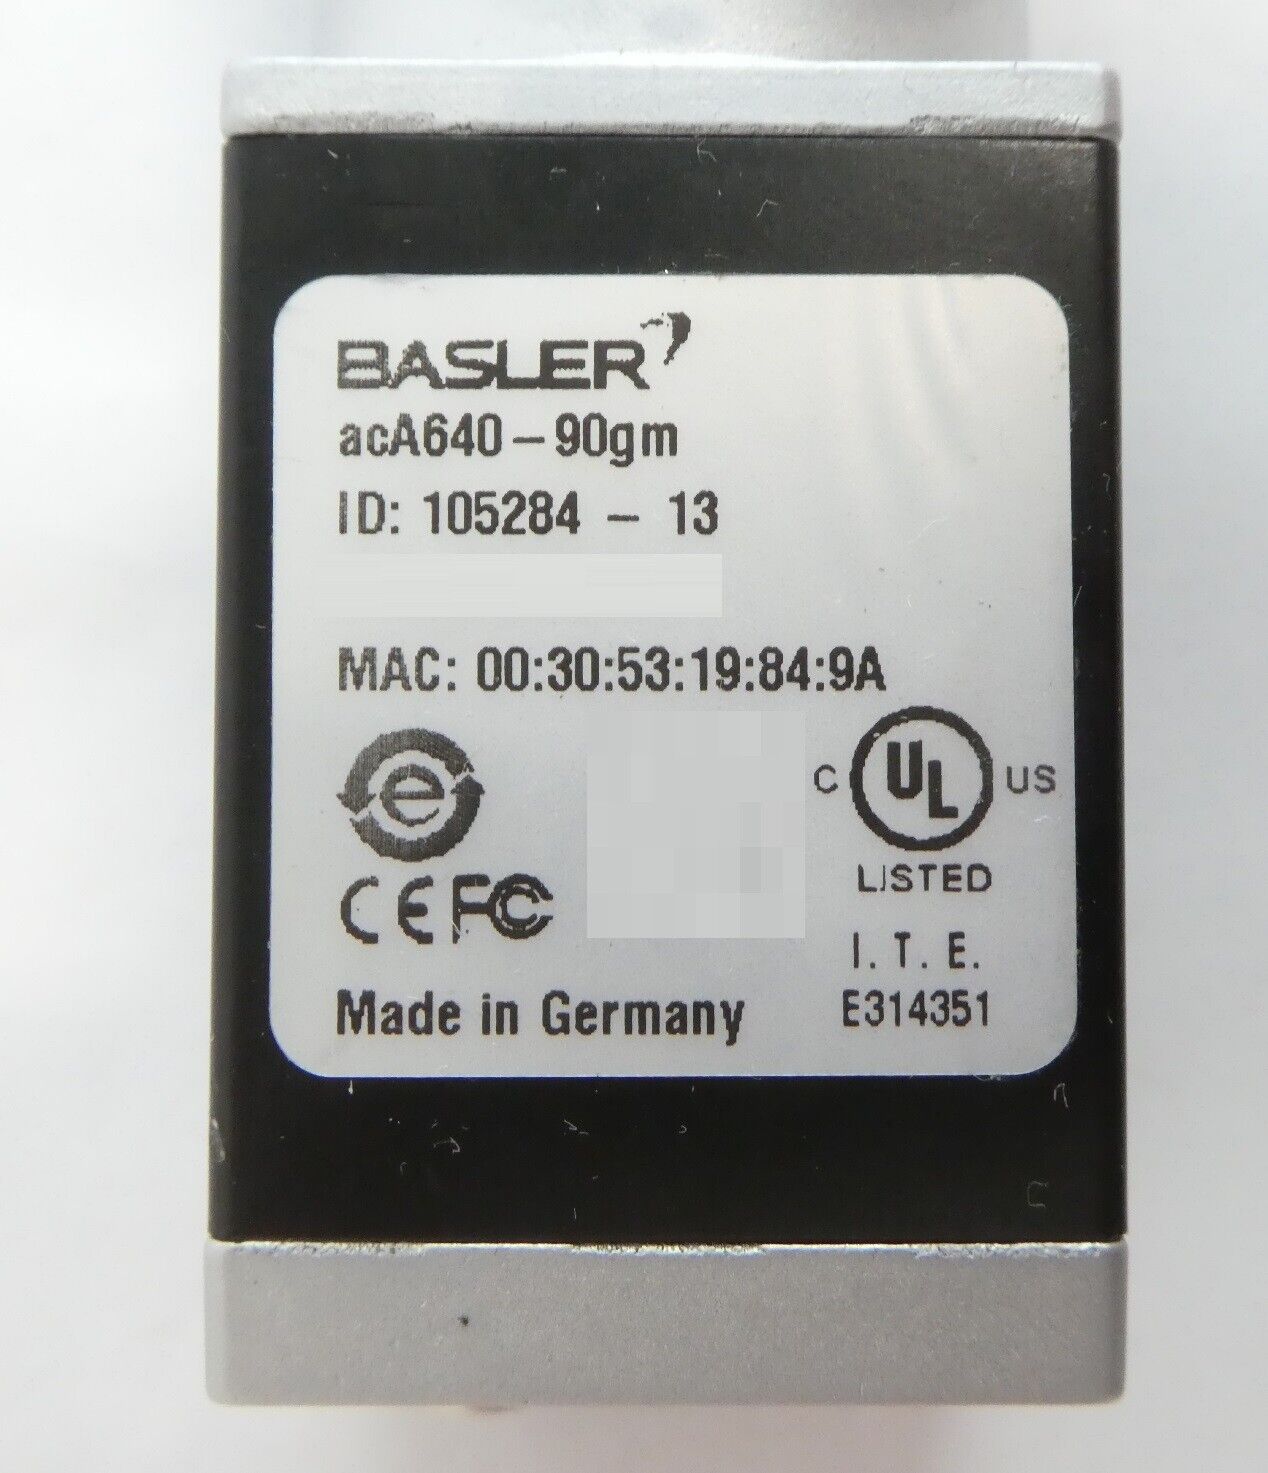 BASLER
acA640-90gm
ID: 105284 - 13
MAC: 00:30:53:19:84:9A
e
C UL US
LISTED
CE FC
I. T. E.
Made in Germany
E314351